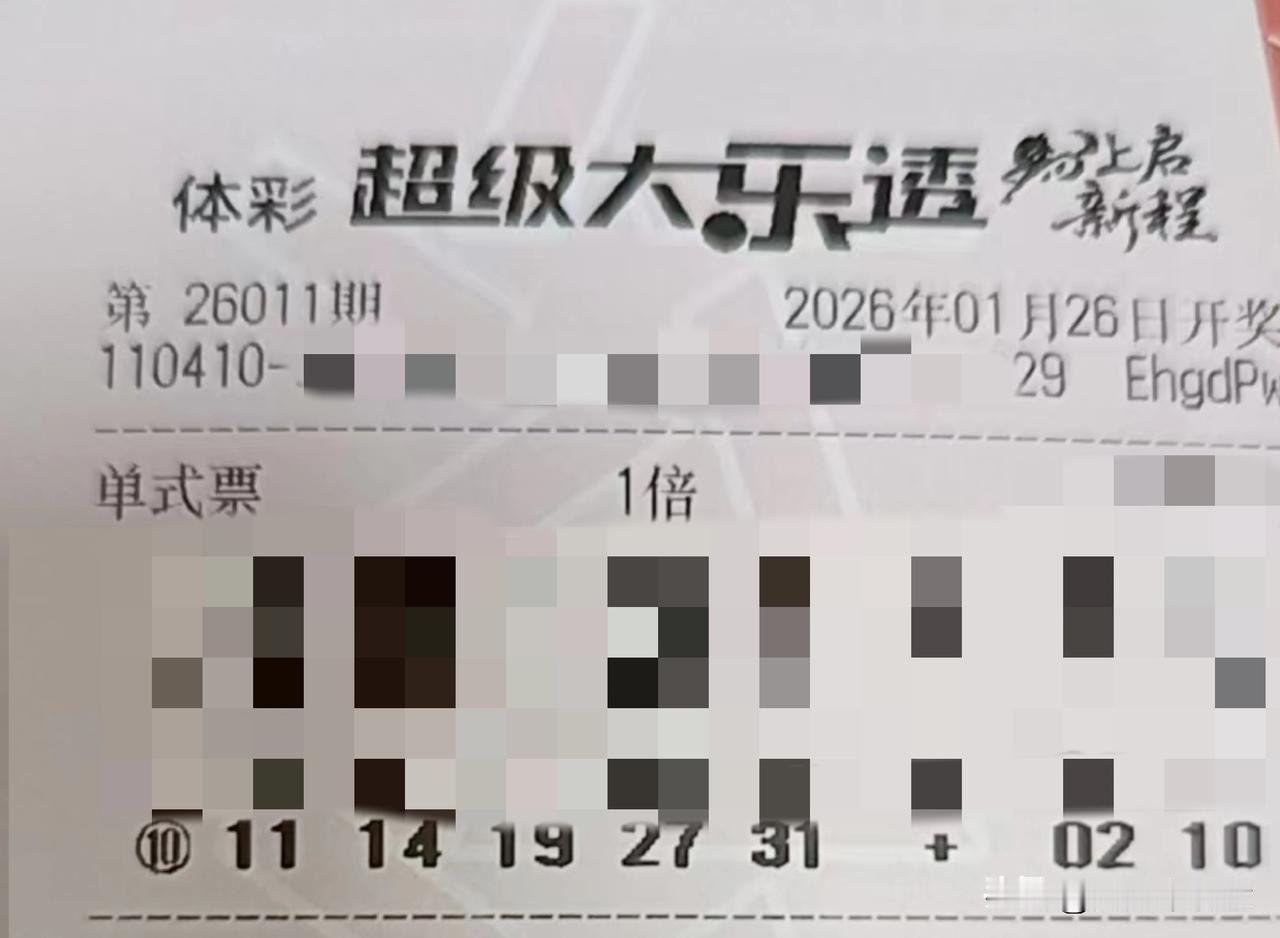 体彩 超级大乐透 马上启
新程
第 26011期 2026年01月26日开奖
110410- 29 EhgdPw
单式票 1倍
⑩ 11 14 19 27 31 + 02 10